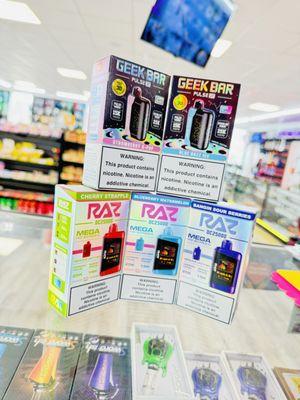 GEEK BAR
PULSE X
GEEK BAR
PULSE X
WARNING:
This product
contains nicotine.
Nicotine is an
addictive chemical.
WARNING:
This product
contains nicotine.
Nicotine is an
addictive chemical.
CHERRY STRAPPLE
RAZ
DC25000
MEGA
WARNING:
This product
contains nicotine.
Nicotine is an
addictive chemical.
BLUEBERRY WATERMELON
RAZ
DC25000
MEGA
WARNING:
This product
contains nicotine.
Nicotine is an
addictive chemical.
BANGIN SOUR BERRIES
RAZ
DC25000
MEGA
WARNING:
This product
contains nicotine.
Nicotine is an
addictive chemical.